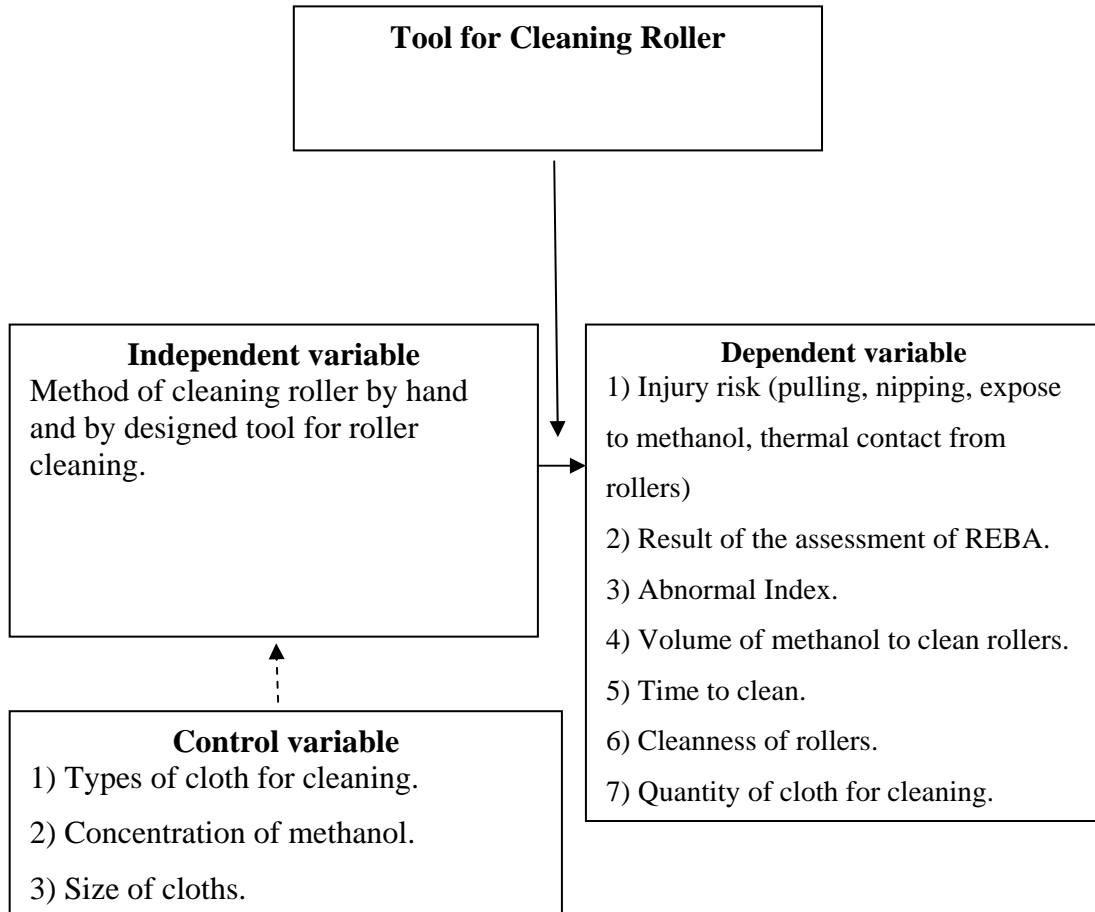 Tool for Cleaning Roller
Independent variable
Method of cleaning roller by hand
and by designed tool for roller
cleaning.
Dependent variable
1) Injury risk (pulling, nipping, expose
to methanol, thermal contact from
rollers)
2) Result of the assessment of REBA.
3) Abnormal Index.
4) Volume of methanol to clean rollers.
5) Time to clean.
6) Cleanness of rollers.
7) Quantity of cloth for cleaning.
Control variable
1) Types of cloth for cleaning.
2) Concentration of methanol.
3) Size of cloths.